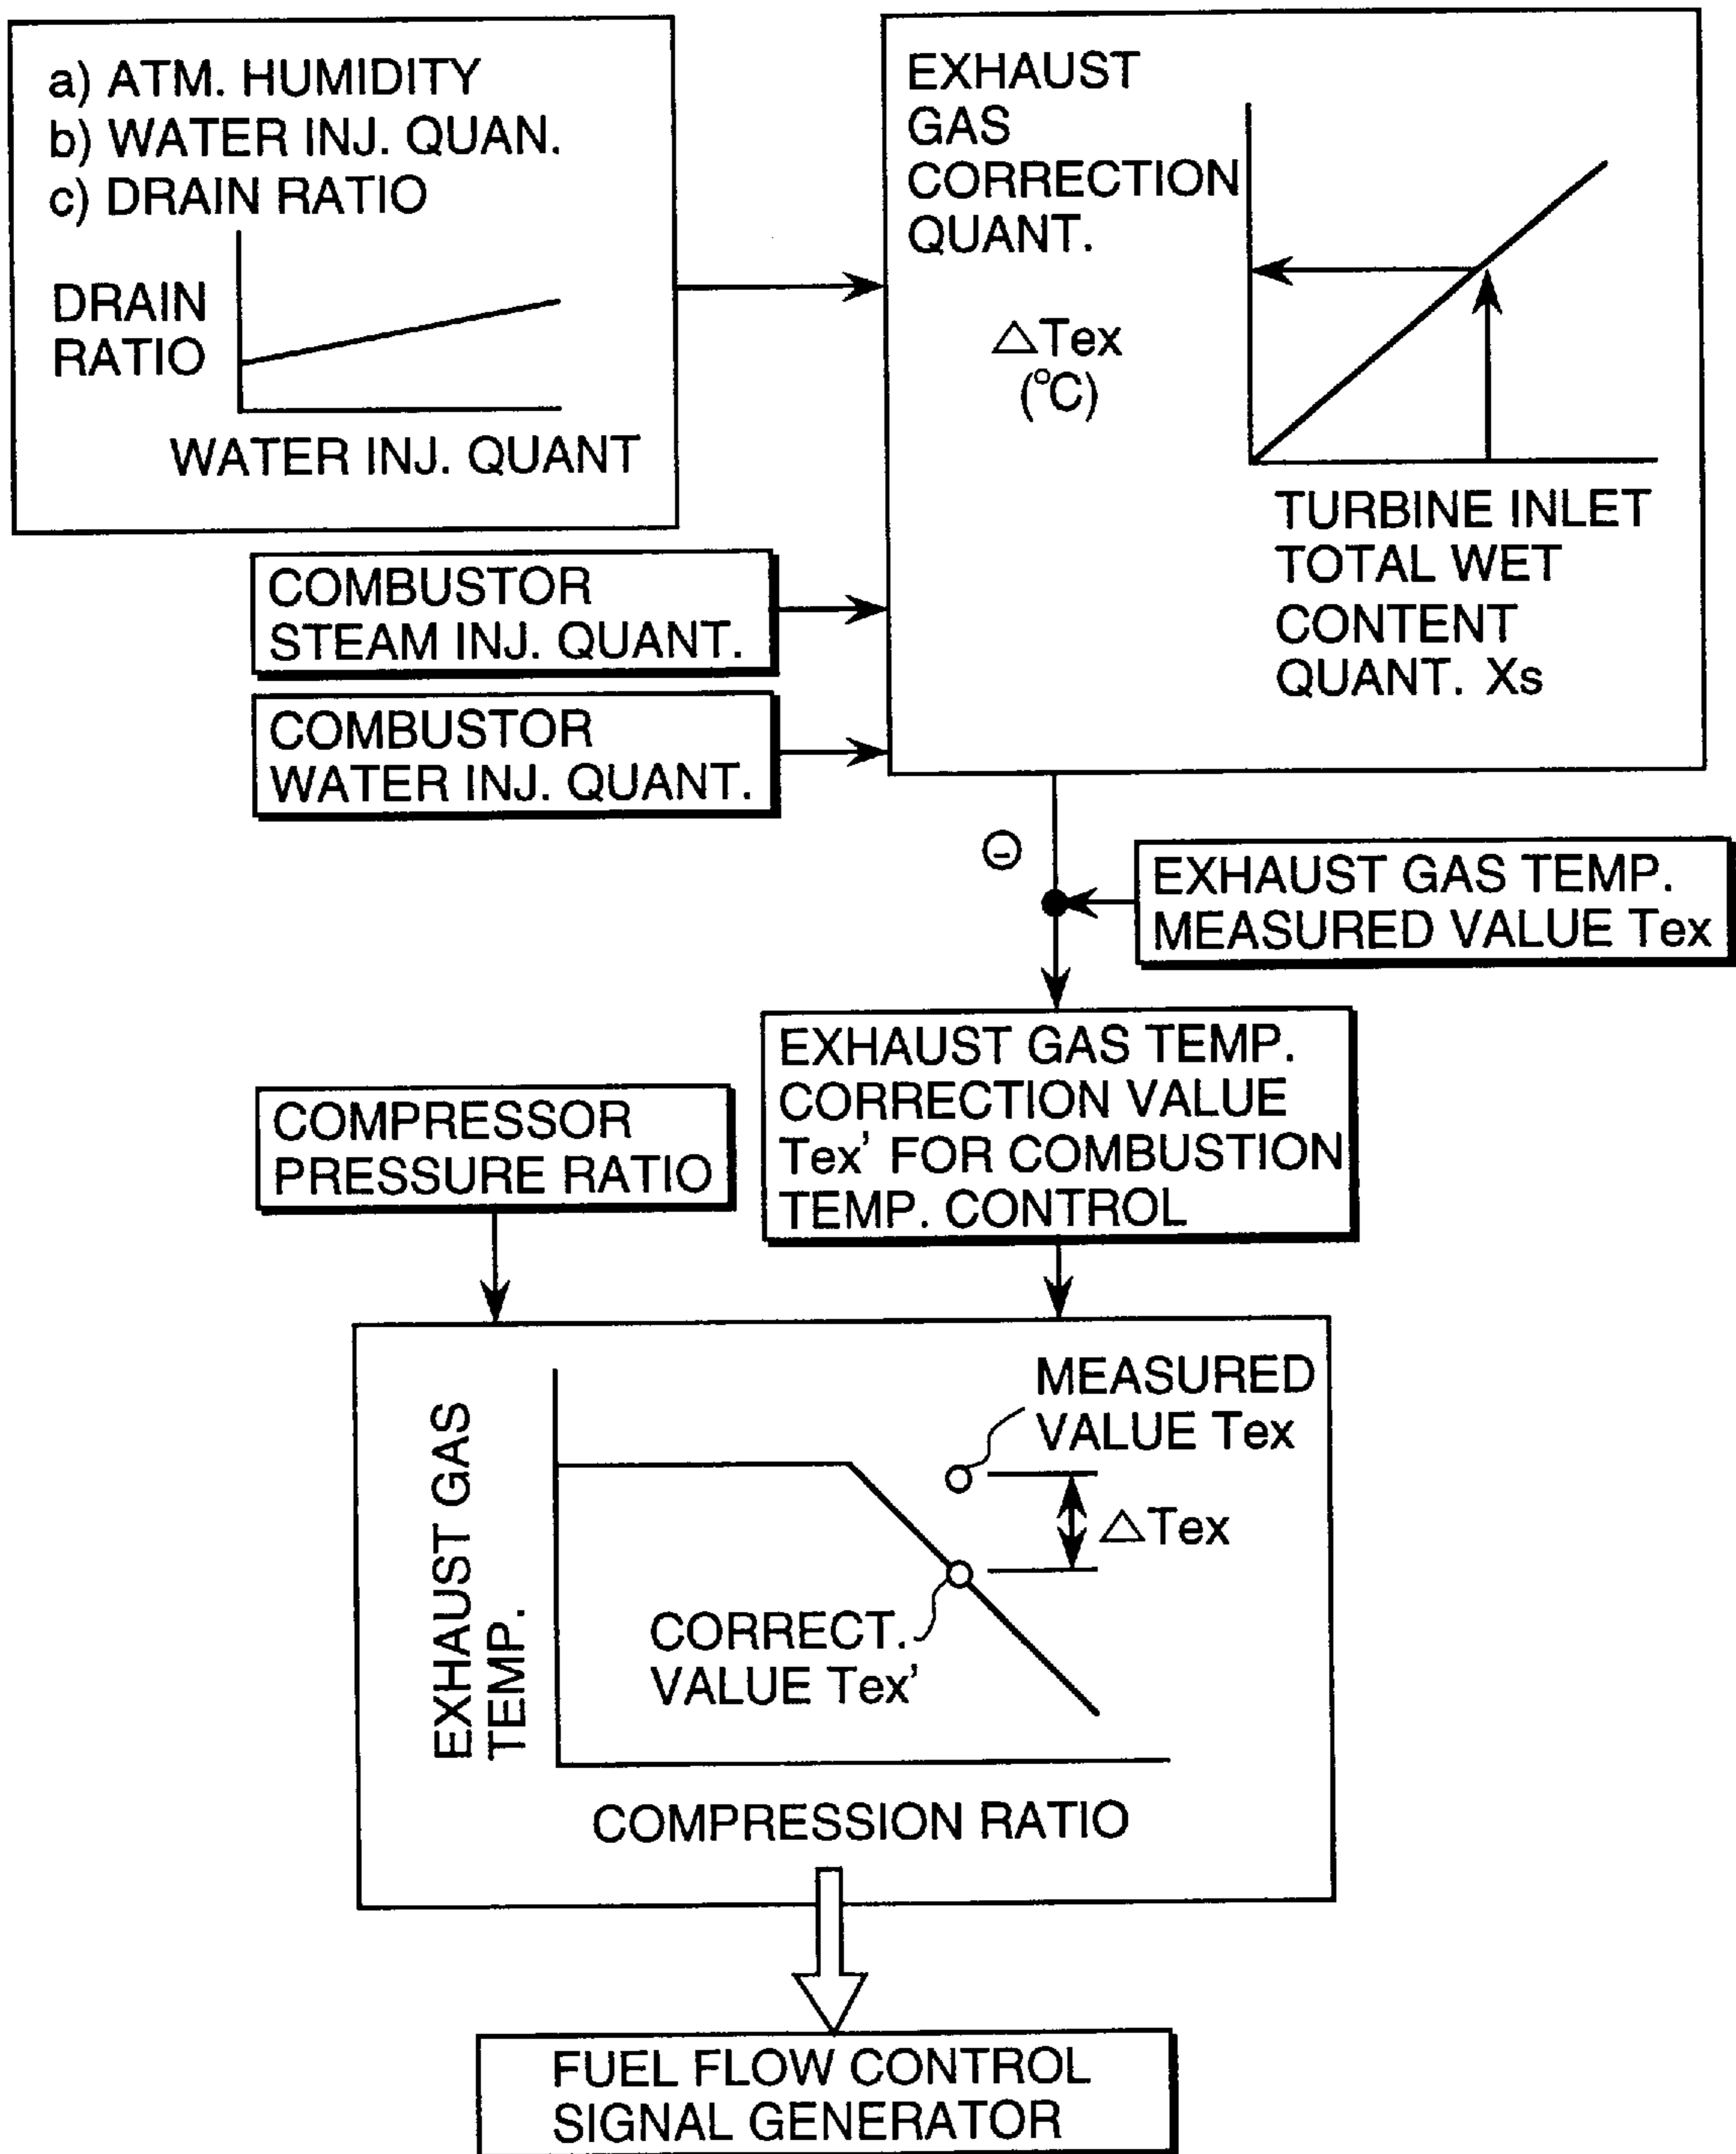 a) ATM. HUMIDITY
b) WATER INJ. QUAN.
c) DRAIN RATIO
DRAIN
RATIO
WATER INJ. QUANT
EXHAUST
GAS
CORRECTION
QUANT.
△Tex
(°C)
TURBINE INLET
TOTAL WET
CONTENT
QUANT. Xs
COMBUSTOR
STEAM INJ. QUANT.
COMBUSTOR
WATER INJ. QUANT.
⊖
EXHAUST GAS TEMP.
MEASURED VALUE Tex
EXHAUST GAS TEMP.
CORRECTION VALUE
Tex' FOR COMBUSTION
TEMP. CONTROL
COMPRESSOR
PRESSURE RATIO
EXHAUST GAS
TEMP.
MEASURED
VALUE Tex
△Tex
CORRECT.
VALUE Tex'
COMPRESSION RATIO
FUEL FLOW CONTROL
SIGNAL GENERATOR